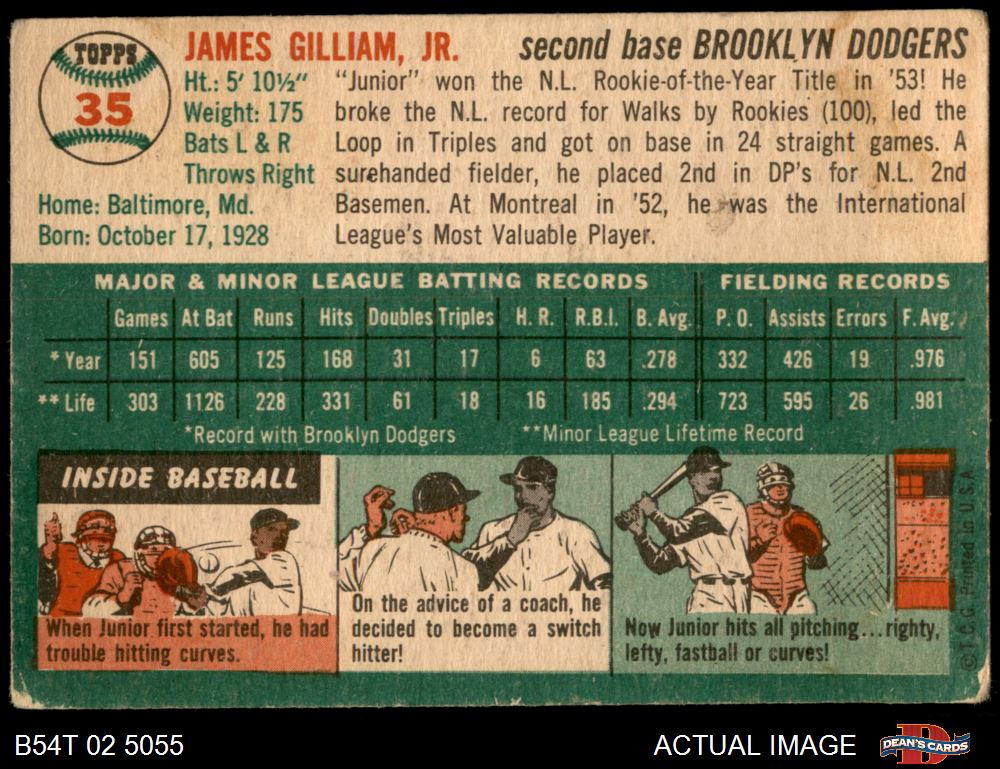 TOPPS
35
JAMES GILLIAM, JR. second base BROOKLYN DODGERS
Ht.: 5' 10½"
Weight: 175
Bats L & R
Throws Right
Home: Baltimore, Md.
Born: October 17, 1928
"Junior" won the N.L. Rookie-of-the-Year Title in '53! He
broke the N.L. record for Walks by Rookies (100), led the
Loop in Triples and got on base in 24 straight games. A
surehanded fielder, he placed 2nd in DP's for N.L. 2nd
Basemen. At Montreal in '52, he was the International
League's Most Valuable Player.
MAJOR & MINOR LEAGUE BATTING RECORDS FIELDING RECORDS
Games At Bat Runs Hits Doubles Triples H. R. R.B.I. B. Avg. P. O. Assists Errors F. Avg.
* Year 151 605 125 168 31 17 6 63 .278 332 426 19 .976
** Life 303 1126 228 331 61 18 16 185 .294 723 595 26 .981
*Record with Brooklyn Dodgers **Minor League Lifetime Record
INSIDE BASEBALL
When Junior first started, he had
trouble hitting curves.
On the advice of a coach, he
decided to become a switch
hitter!
Now Junior hits all pitching...righty,
lefty, fastball or curves!
© T. C. G. Printed in U.S.A.
B54T 02 5055
ACTUAL IMAGE
DEAN'S CARDS